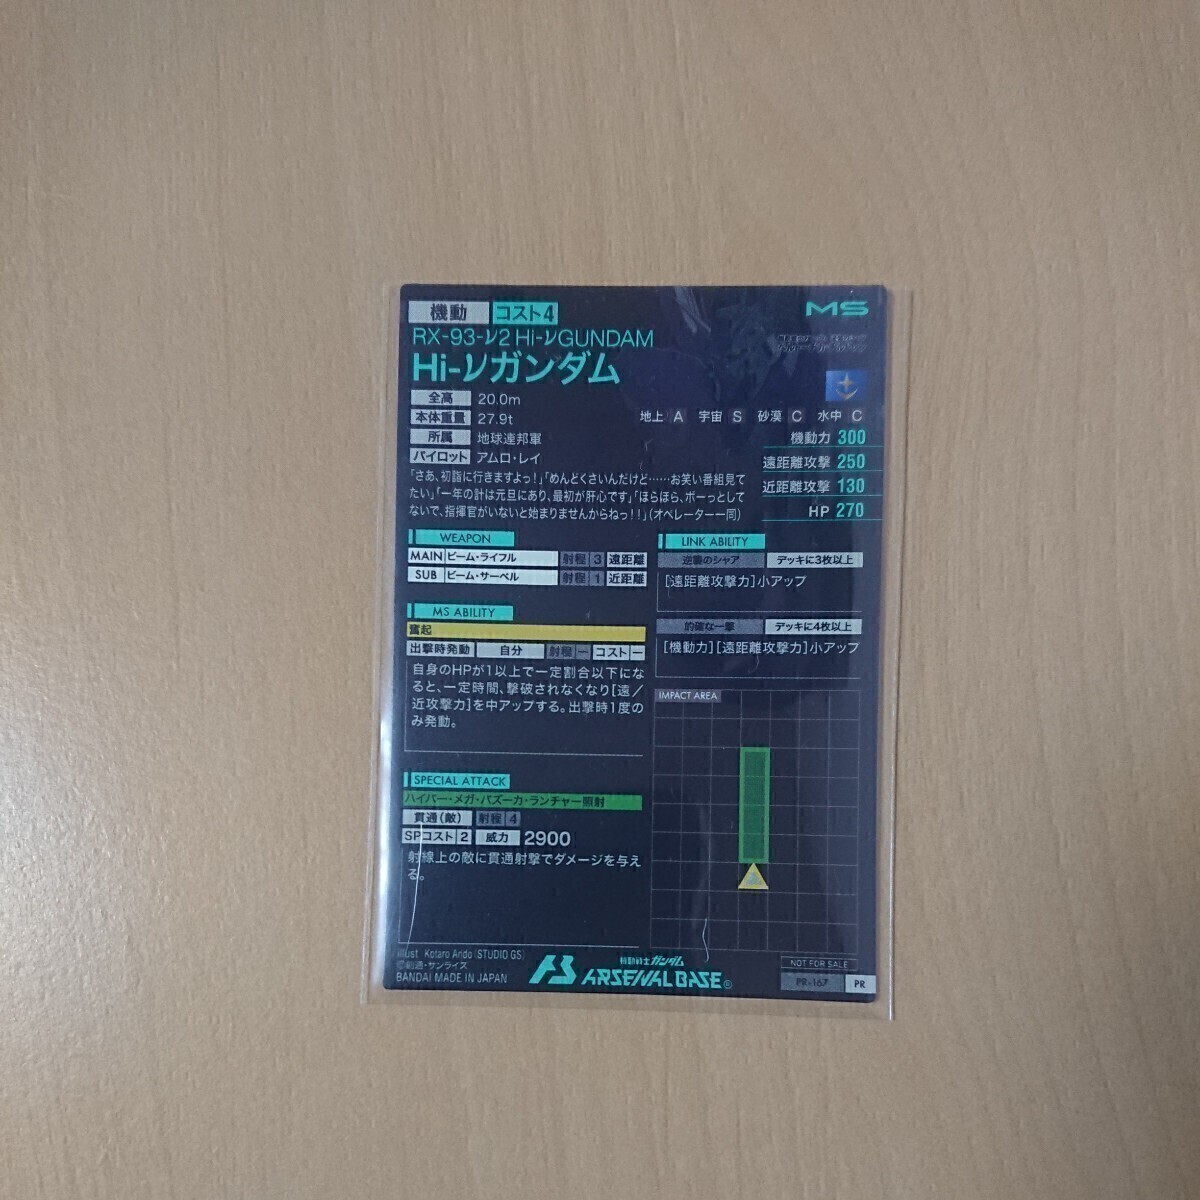 機動 コスト4 MS
RX-93-ν2 Hi-νGUNDAM
Hi-νガンダム
全高 20.0m
本体重量 27.9t
地上 A 宇宙 S 砂漠 C 水中 C
所属 地球連邦軍
パイロット アムロ・レイ
機動力 300
遠距離攻撃 250
近距離攻撃 130
HP 270
「さあ、初詣に行きますよっ!」「めんどくさいんだけど……お笑い番組見て
たい」「一年の計は元旦にあり、最初が肝心です」「ほらほら、ボーっとして
ないで、指揮官がいないと始まりませんからねっ!!」(オペレーター一同)
WEAPON
MAIN ビーム・ライフル 射程 3 遠距離
SUB ビーム・サーベル 射程 1 近距離
MS ABILITY
奮起
出撃時発動 自分 射程 ー コスト ー
自身のHPが1以上で一定割合以下にな
ると、一定時間、撃破されなくなり[遠/
近攻撃力]を中アップする。出撃時1度の
み発動。
SPECIAL ATTACK
ハイパー・メガ・バズーカ・ランチャー照射
貫通(敵) 射程 4
SPコスト 2 威力 2900
射線上の敵に貫通射撃でダメージを与え
る。
LINK ABILITY
逆襲のシャア デッキに3枚以上
[遠距離攻撃力]小アップ
的確な一撃 デッキに4枚以上
[機動力][遠距離攻撃力]小アップ
IMPACT AREA
Illust Kotaro Ando (STUDIO GS)
©創通・サンライズ
BANDAI MADE IN JAPAN
機動戦士ガンダム
AB ARSENAL BASE®
NOT FOR SALE
PR-167 PR